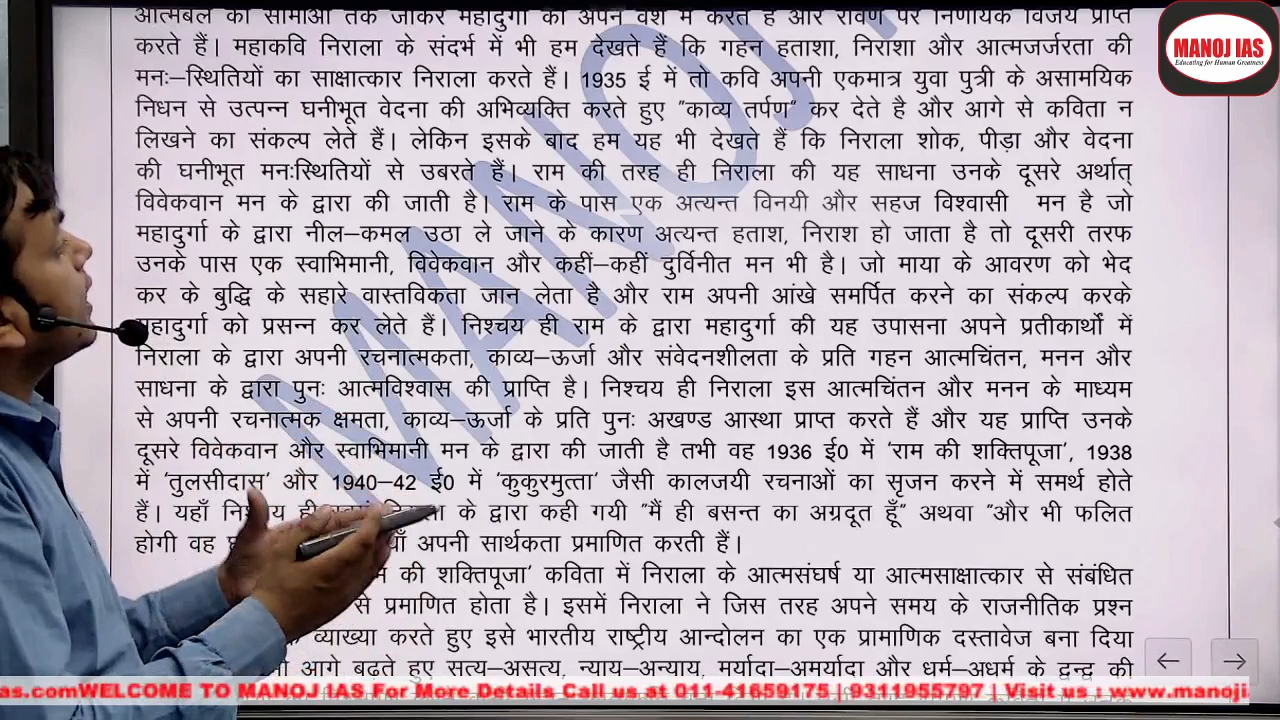 आत्मबल की सीमाओं तक जाकर महादुर्गा को अपने वश में करते हैं और रावण पर निर्णायक विजय प्राप्त
करते हैं। महाकवि निराला के संदर्भ में भी हम देखते हैं कि गहन हताशा, निराशा और आत्मजर्जरता की
मनः–स्थितियों का साक्षात्कार निराला करते हैं। 1935 ई में तो कवि अपनी एकमात्र युवा पुत्री के असामयिक
निधन से उत्पन्न घनीभूत वेदना की अभिव्यक्ति करते हुए "काव्य तर्पण" कर देते है और आगे से कविता न
लिखने का संकल्प लेते हैं। लेकिन इसके बाद हम यह भी देखते हैं कि निराला शोक, पीड़ा और वेदना
की घनीभूत मनःस्थितियों से उबरते हैं। राम की तरह ही निराला की यह साधना उनके दूसरे अर्थात्
विवेकवान मन के द्वारा की जाती है। राम के पास एक अत्यन्त विनयी और सहज विश्वासी मन है जो
महादुर्गा के द्वारा नील–कमल उठा ले जाने के कारण अत्यन्त हताश, निराश हो जाता है तो दूसरी तरफ
उनके पास एक स्वाभिमानी, विवेकवान और कहीं–कहीं दुर्विनीत मन भी है। जो माया के आवरण को भेद
कर के बुद्धि के सहारे वास्तविकता जान लेता है और राम अपनी आंखे समर्पित करने का संकल्प करके
महादुर्गा को प्रसन्न कर लेते हैं। निश्चय ही राम के द्वारा महादुर्गा की यह उपासना अपने प्रतीकार्थों में
निराला के द्वारा अपनी रचनात्मकता, काव्य–ऊर्जा और संवेदनशीलता के प्रति गहन आत्मचिंतन, मनन और
साधना के द्वारा पुनः आत्मविश्वास की प्राप्ति है। निश्चय ही निराला इस आत्मचिंतन और मनन के माध्यम
से अपनी रचनात्मक क्षमता, काव्य–ऊर्जा के प्रति पुनः अखण्ड आस्था प्राप्त करते हैं और यह प्राप्ति उनके
दूसरे विवेकवान और स्वाभिमानी मन के द्वारा की जाती है तभी वह 1936 ई0 में 'राम की शक्तिपूजा', 1938
में 'तुलसीदास' और 1940–42 ई0 में 'कुकुरमुत्ता' जैसी कालजयी रचनाओं का सृजन करने में समर्थ होते
हैं। यहाँ निश्चय ही के द्वारा कही गयी "मैं ही बसन्त का अग्रदूत हूँ" अथवा "और भी फलित
होगी वह अपनी सार्थकता प्रमाणित करती हैं।
की शक्तिपूजा' कविता में निराला के आत्मसंघर्ष या आत्मसाक्षात्कार से संबंधित
से प्रमाणित होता है। इसमें निराला ने जिस तरह अपने समय के राजनीतिक प्रश्न
व्याख्या करते हुए इसे भारतीय राष्ट्रीय आन्दोलन का एक प्रामाणिक दस्तावेज बना दिया
आगे बढ़ते हुए सत्य–असत्य, न्याय–अन्याय, मर्यादा–अमर्यादा और धर्म–अधर्म के द्वन्द्व की
MANOJ
MANOJ IAS
Educating for Human Greatness
ias.comWELCOME TO MANOJ IAS For More Details Call us at 011-41659175 | 9311955797 | Visit us : www.manoji